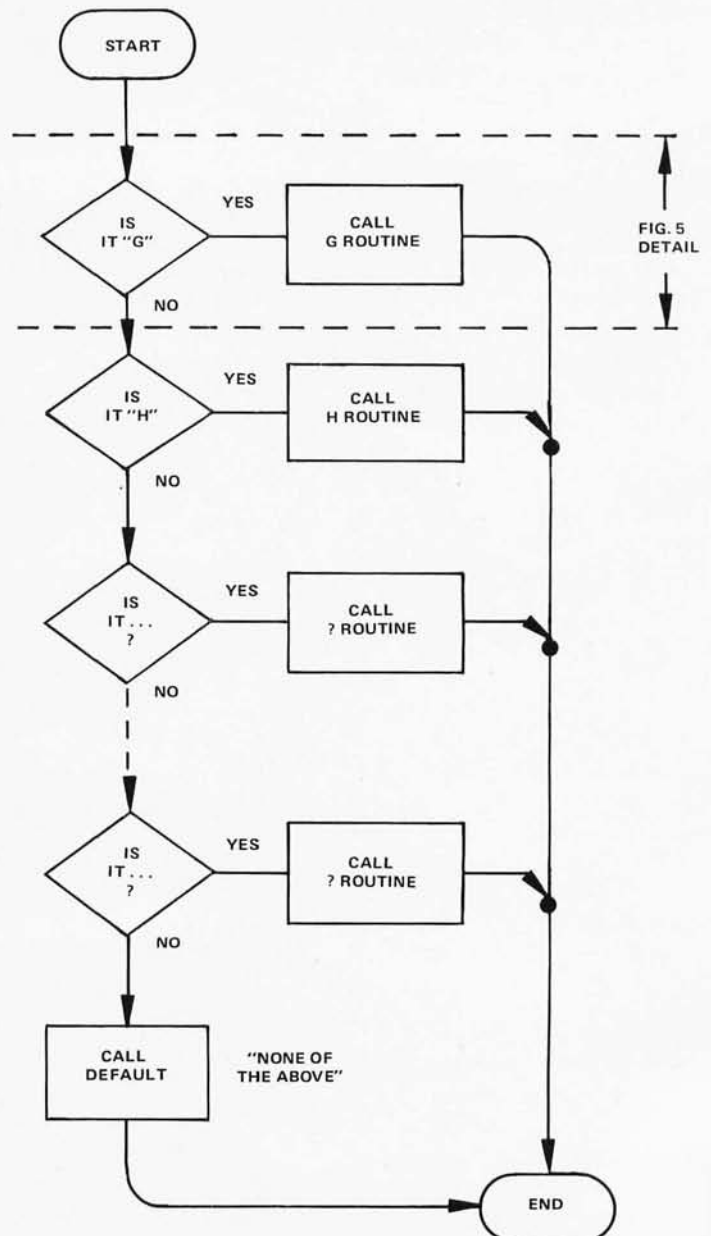 START
IS
IT "G"
YES
CALL
G ROUTINE
FIG. 5
DETAIL
NO
IS
IT "H"
YES
CALL
H ROUTINE
NO
IS
IT . . .
?
YES
CALL
? ROUTINE
NO
IS
IT . . .
?
YES
CALL
? ROUTINE
NO
CALL
DEFAULT
"NONE OF
THE ABOVE"
END